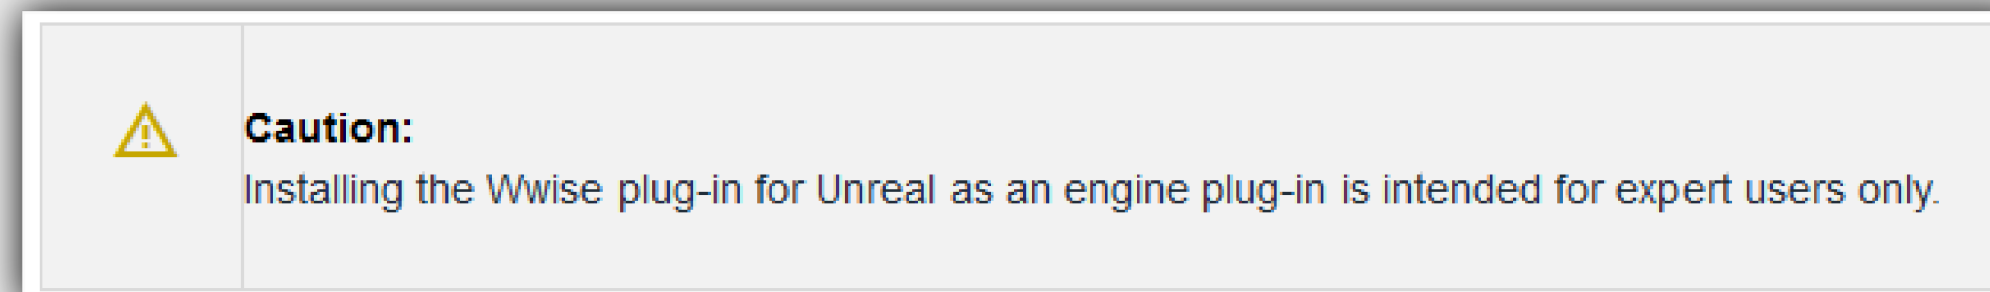 Caution:
Installing the Wwise plug-in for Unreal as an engine plug-in is intended for expert users only.